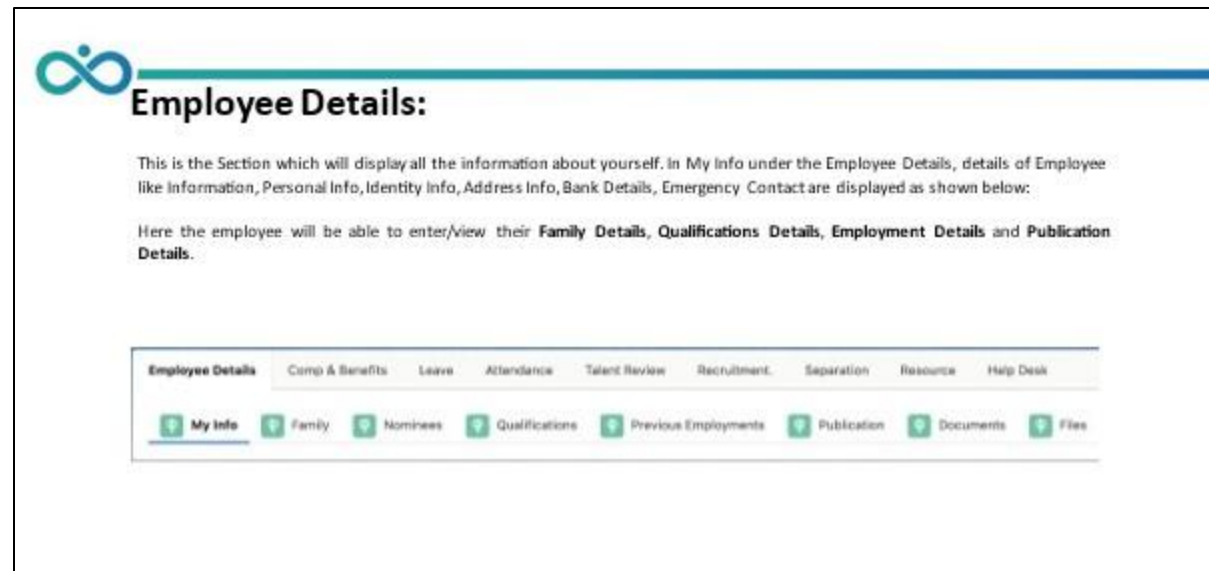 Employee Details:
This is the Section which will display all the information about yourself. In My Info under the Employee Details, details of Employee
like Information, Personal Info, Identity Info, Address Info, Bank Details, Emergency Contact are displayed as shown below:
Here the employee will be able to enter/view their Family Details, Qualifications Details, Employment Details and Publication
Details.
Employee Details Comp & Benefits Leave Attendance Talent Review Recruitment. Separation Resource Help Desk
My Info Family Nominees Qualifications Previous Employments Publication Documents Files